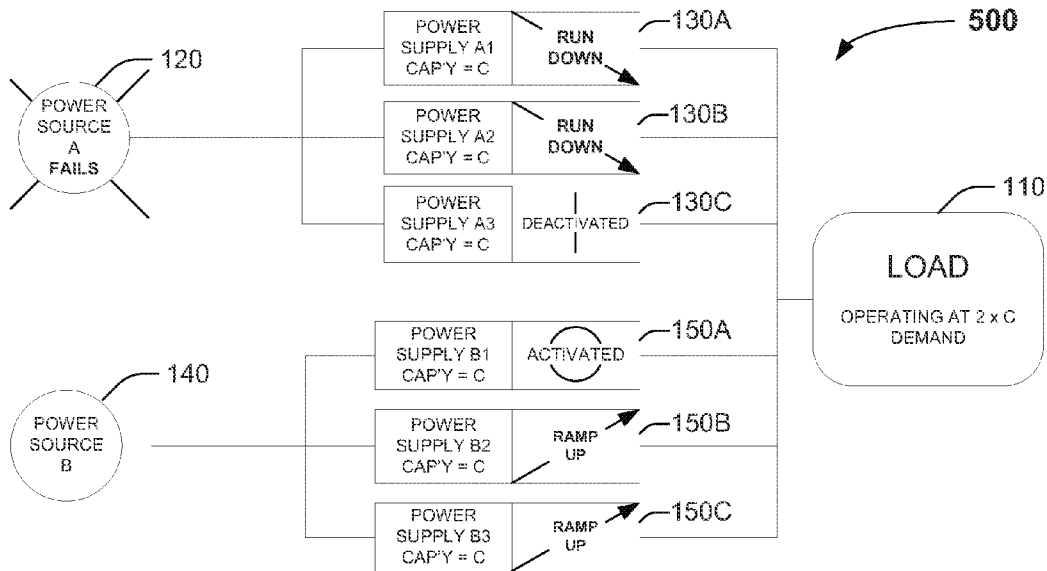 500
120
POWER
SOURCE
A
FAILS
POWER
SUPPLY A1
CAP'Y = C
RUN
DOWN
130A
POWER
SUPPLY A2
CAP'Y = C
RUN
DOWN
130B
POWER
SUPPLY A3
CAP'Y = C
DEACTIVATED
130C
110
LOAD
OPERATING AT 2 x C
DEMAND
140
POWER
SOURCE
B
POWER
SUPPLY B1
CAP'Y = C
ACTIVATED
150A
POWER
SUPPLY B2
CAP'Y = C
RAMP
UP
150B
POWER
SUPPLY B3
CAP'Y = C
RAMP
UP
150C